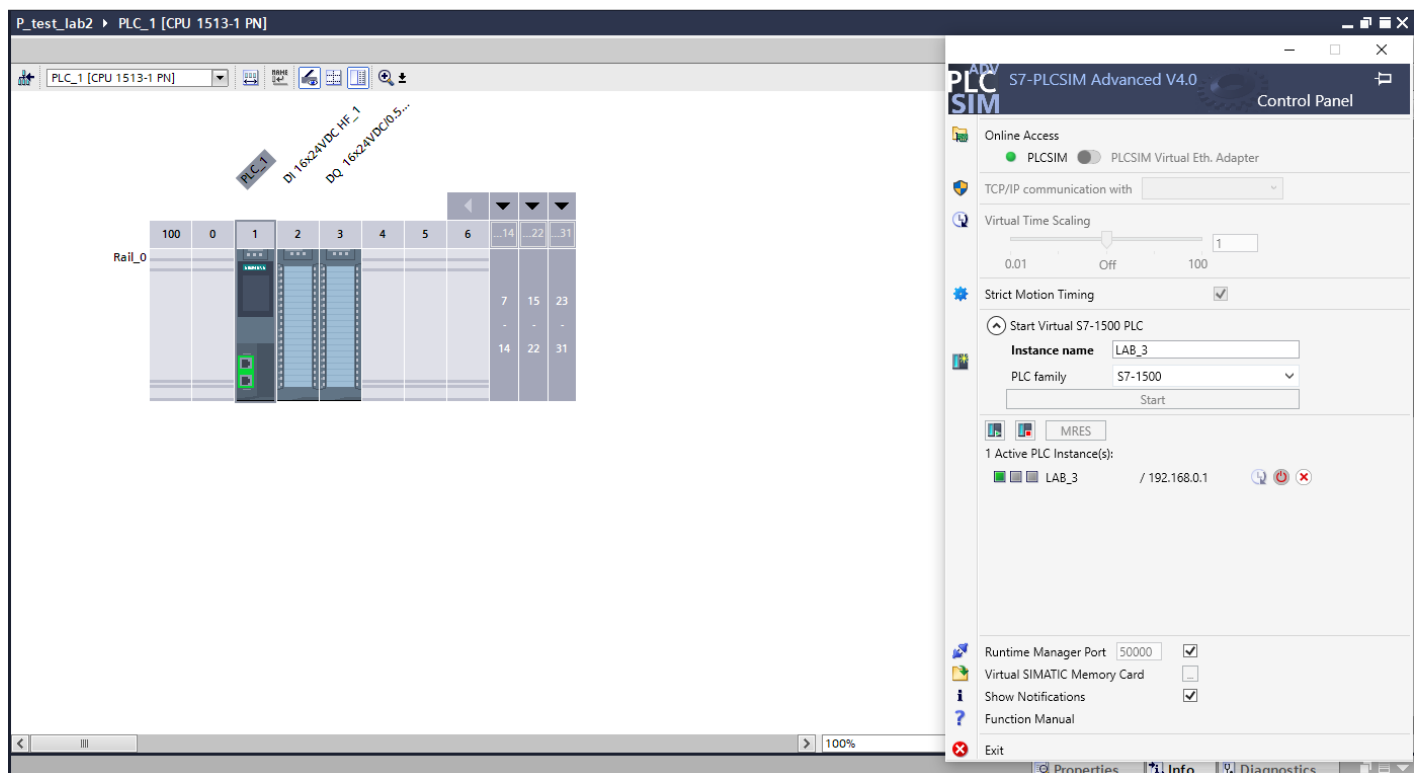 P_test_lab2 ▸ PLC_1 [CPU 1513-1 PN]
PLC_1 [CPU 1513-1 PN]
NAME
PLC_1
DI 16x24VDC HF_1
DQ 16x24VDC/0.5...
100 0 1 2 3 4 5 6 ...14 ...22 ...31
Rail_0
SIEMENS
7 15 23
- - -
14 22 31
100%
Properties Info Diagnostics
PLC ADV
SIM
S7-PLCSIM Advanced V4.0
Control Panel
Online Access
PLCSIM PLCSIM Virtual Eth. Adapter
TCP/IP communication with
Virtual Time Scaling
1
0.01 Off 100
Strict Motion Timing
Start Virtual S7-1500 PLC
Instance name LAB_3
PLC family S7-1500
Start
MRES
1 Active PLC Instance(s):
LAB_3 / 192.168.0.1
Runtime Manager Port 50000
Virtual SIMATIC Memory Card ...
Show Notifications
Function Manual
Exit